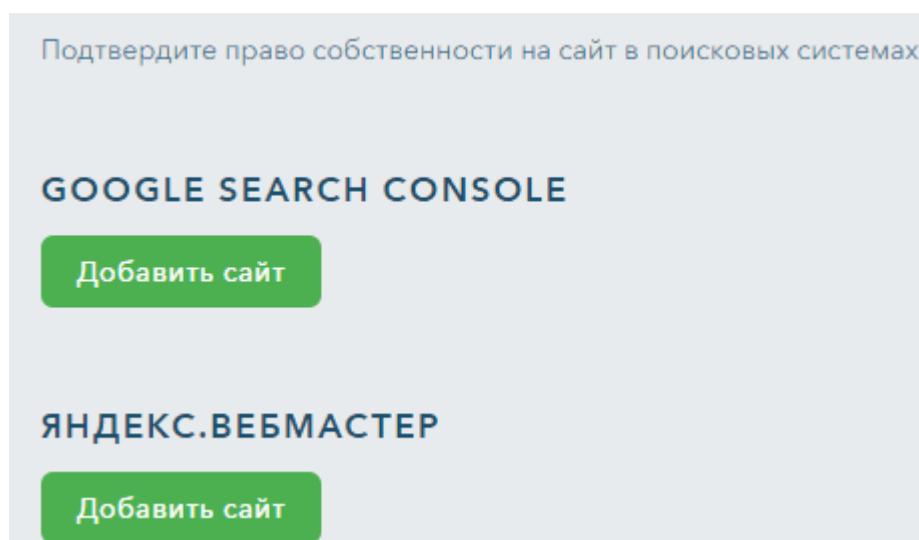 Подтвердите право собственности на сайт в поисковых системах
GOOGLE SEARCH CONSOLE
Добавить сайт
ЯНДЕКС.ВЕБМАСТЕР
Добавить сайт